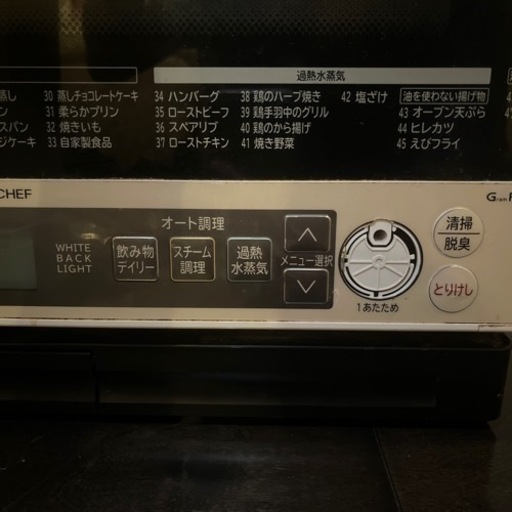 過熱水蒸気
蒸し 30 蒸しチョコレートケーキ 34 ハンバーグ 38 鶏のハーブ焼き 42 塩ざけ 油を使わない揚げ物
31 柔らかプリン 35 ローストビーフ 39 鶏手羽中のグリル 43 オーブン天ぷら
スパン 32 焼きいも 36 スペアリブ 40 鶏のから揚げ 44 ヒレカツ
ジケーキ 33 自家製食品 37 ローストチキン 41 焼き野菜 45 えびフライ
CHEF
オート調理
WHITE
BACK
LIGHT
飲み物
デイリー
スチーム
調理
過熱
水蒸気
メニュー選択
1あたため
清掃
脱臭
とりけし